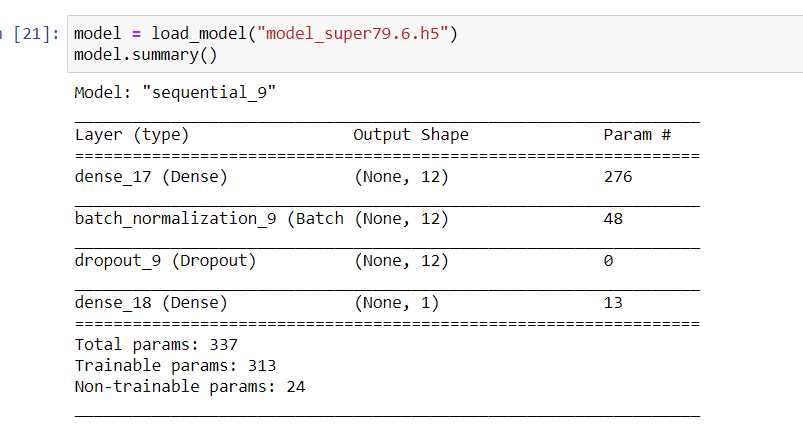 [21]: model = load_model("model_super79.6.h5")
model.summary()
Model: "sequential_9"
_________________________________________________________________
Layer (type) Output Shape Param #
=================================================================
dense_17 (Dense) (None, 12) 276
_________________________________________________________________
batch_normalization_9 (Batch (None, 12) 48
_________________________________________________________________
dropout_9 (Dropout) (None, 12) 0
_________________________________________________________________
dense_18 (Dense) (None, 1) 13
=================================================================
Total params: 337
Trainable params: 313
Non-trainable params: 24
_________________________________________________________________